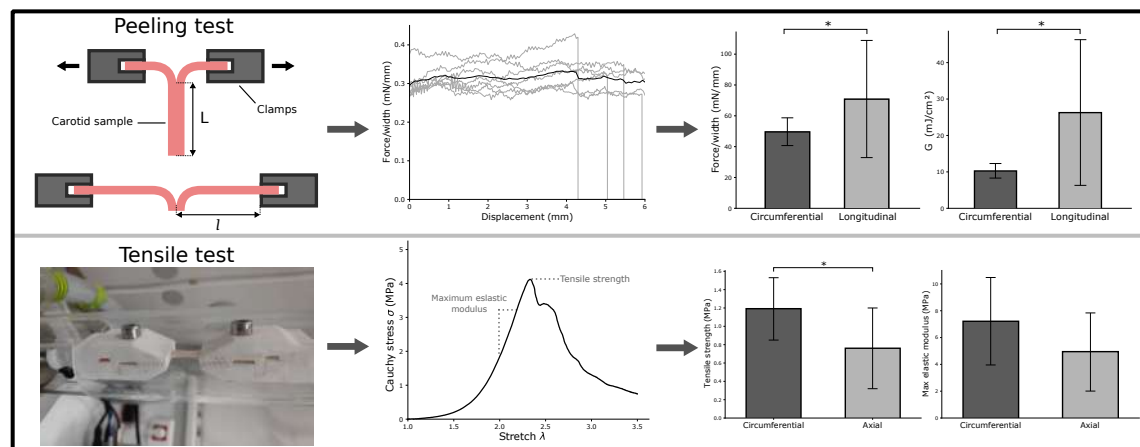 Peeling test
Carotid sample
L
Clamps
l
Force/width (mN/mm)
0.4
0.3
0.2
0.1
0.0
0
1
2
3
4
5
6
Displacement (mm)
*
Force/width (mN/mm)
100
80
60
40
20
0
Circumferential
Longitudinal
*
G (mJ/cm²)
40
30
20
10
0
Circumferential
Longitudinal
Tensile test
Cauchy stress σ (MPa)
5
4
3
2
1
0
1.0
1.5
2.0
2.5
3.0
3.5
Stretch λ
Tensile strength
Maximum eslastic
modulus
*
Tensile strength (MPa)
1.6
1.4
1.2
1.0
0.8
0.6
0.4
0.2
0.0
Circumferential
Axial
Max elastic modulus (MPa)
10
8
6
4
2
0
Circumferential
Axial